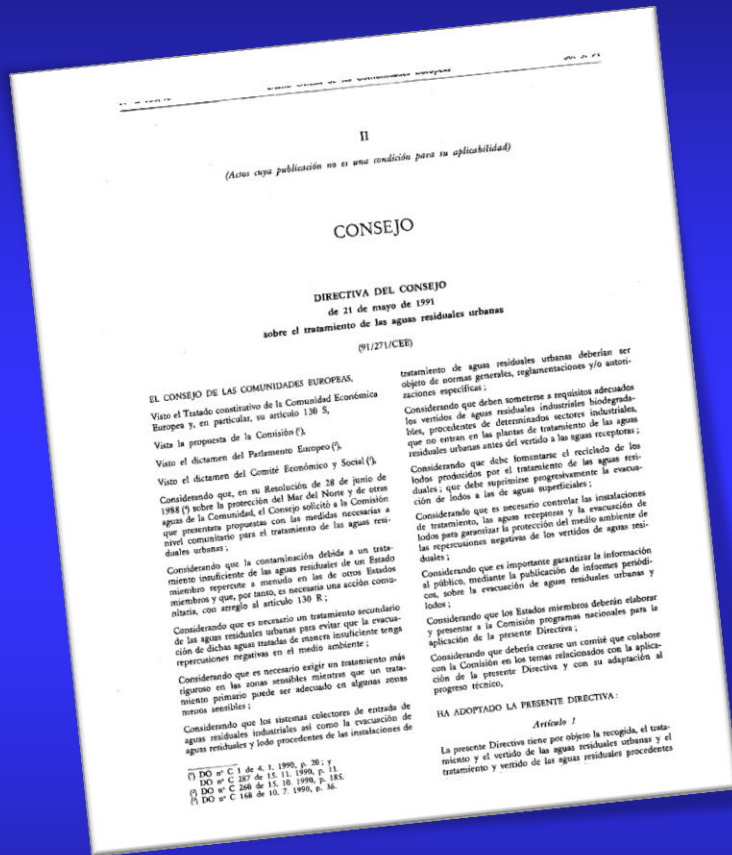 II
(Actos cuya publicación no es una condición para su aplicabilidad)
CONSEJO
DIRECTIVA DEL CONSEJO
de 21 de mayo de 1991
sobre el tratamiento de las aguas residuales urbanas
(91/271/CEE)
EL CONSEJO DE LAS COMUNIDADES EUROPEAS,
Visto el Tratado constitutivo de la Comunidad Económica
Europea y, en particular, su artículo 130 S,
Vista la propuesta de la Comisión (¹),
Visto el dictamen del Parlamento Europeo (²),
Visto el dictamen del Comité Económico y Social (³),
Considerando que, en su Resolución de 28 de junio de
1988 (⁴) sobre la protección del Mar del Norte y de otras
aguas de la Comunidad, el Consejo solicitó a la Comisión
que presentara propuestas con las medidas necesarias a
nivel comunitario para el tratamiento de las aguas resi-
duales urbanas ;
Considerando que la contaminación debida a un trata-
miento insuficiente de las aguas residuales de un Estado
miembro repercute a menudo en las de otros Estados
miembros y que, por tanto, es necesaria una acción comu-
nitaria, con arreglo al artículo 130 R ;
Considerando que es necesario un tratamiento secundario
de las aguas residuales urbanas para evitar que la evacua-
ción de dichas aguas tratadas de manera insuficiente tenga
repercusiones negativas en el medio ambiente ;
Considerando que es necesario exigir un tratamiento más
riguroso en las zonas sensibles mientras que un trata-
miento primario puede ser adecuado en algunas zonas
menos sensibles ;
Considerando que los sistemas colectores de entrada de
aguas residuales industriales así como la evacuación de
aguas residuales y lodo procedentes de las instalaciones de
(¹) DO nº C 1 de 4. 1. 1990, p. 20 ; y
DO nº C 287 de 15. 11. 1990, p. 11.
(²) DO nº C 260 de 15. 10. 1990, p. 185.
(³) DO nº C 168 de 10. 7. 1990, p. 36.
tratamiento de aguas residuales urbanas deberían ser
objeto de normas generales, reglamentaciones y/o autori-
zaciones específicas ;
Considerando que deben someterse a requisitos adecuados
los vertidos de aguas residuales industriales biodegrada-
bles, procedentes de determinados sectores industriales,
que no entran en las plantas de tratamiento de las aguas
residuales urbanas antes del vertido a las aguas receptoras ;
Considerando que debe fomentarse el reciclado de los
lodos producidos por el tratamiento de las aguas resi-
duales ; que debe suprimirse progresivamente la evacua-
ción de lodos a las de aguas superficiales ;
Considerando que es necesario controlar las instalaciones
de tratamiento, las aguas receptoras y la evacuación de
lodos para garantizar la protección del medio ambiente de
las repercusiones negativas de los vertidos de aguas resi-
duales ;
Considerando que es importante garantizar la información
al público, mediante la publicación de informes periódi-
cos, sobre la evacuación de aguas residuales urbanas y
lodos ;
Considerando que los Estados miembros deberán elaborar
y presentar a la Comisión programas nacionales para la
aplicación de la presente Directiva ;
Considerando que debería crearse un comité que colabore
con la Comisión en los temas relacionados con la aplica-
ción de la presente Directiva y con su adaptación al
progreso técnico,
HA ADOPTADO LA PRESENTE DIRECTIVA :
Artículo 1
La presente Directiva tiene por objeto la recogida, el trata-
miento y el vertido de las aguas residuales urbanas y el
tratamiento y vertido de las aguas residuales procedentes